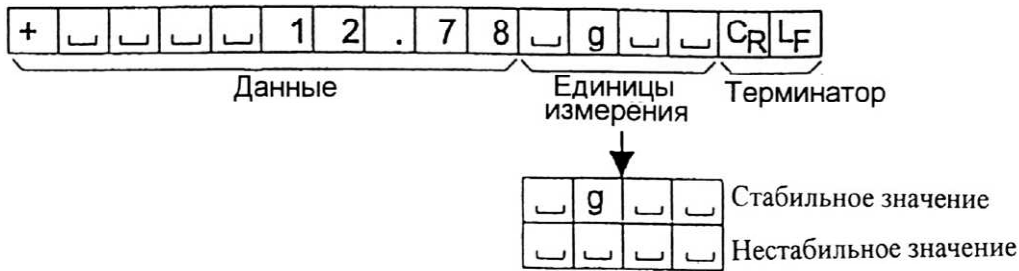 + ␣ ␣ ␣ ␣ 1 2 . 7 8 ␣ g ␣ ␣ CR LF
Данные
Единицы измерения
Терминатор
␣ g ␣ ␣ Стабильное значение
␣ ␣ ␣ ␣ Нестабильное значение